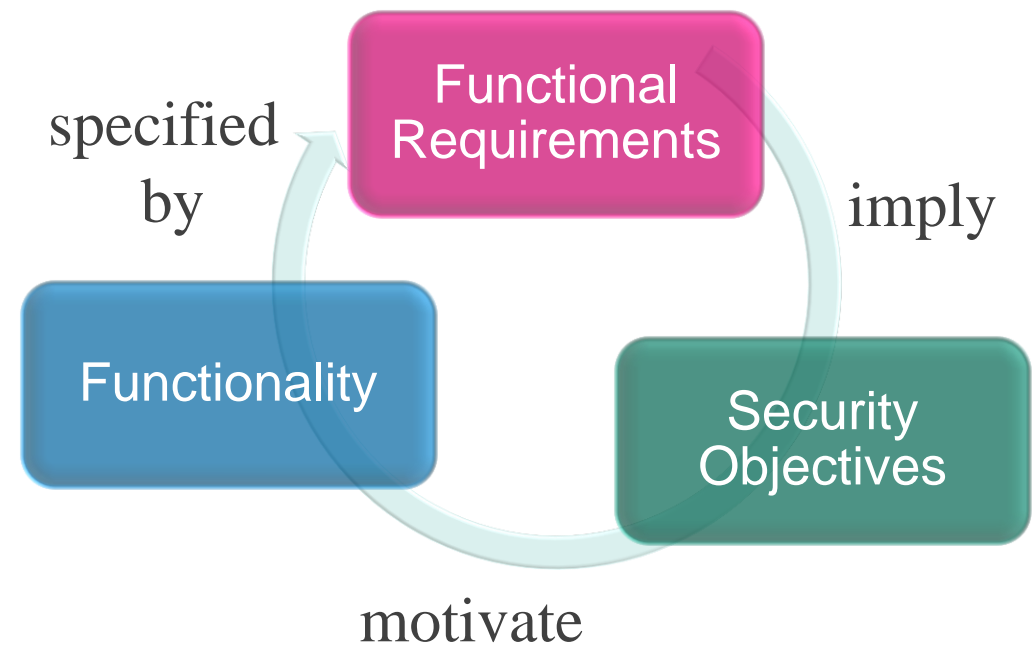 Functional
Requirements
specified
by
imply
Functionality
Security
Objectives
motivate